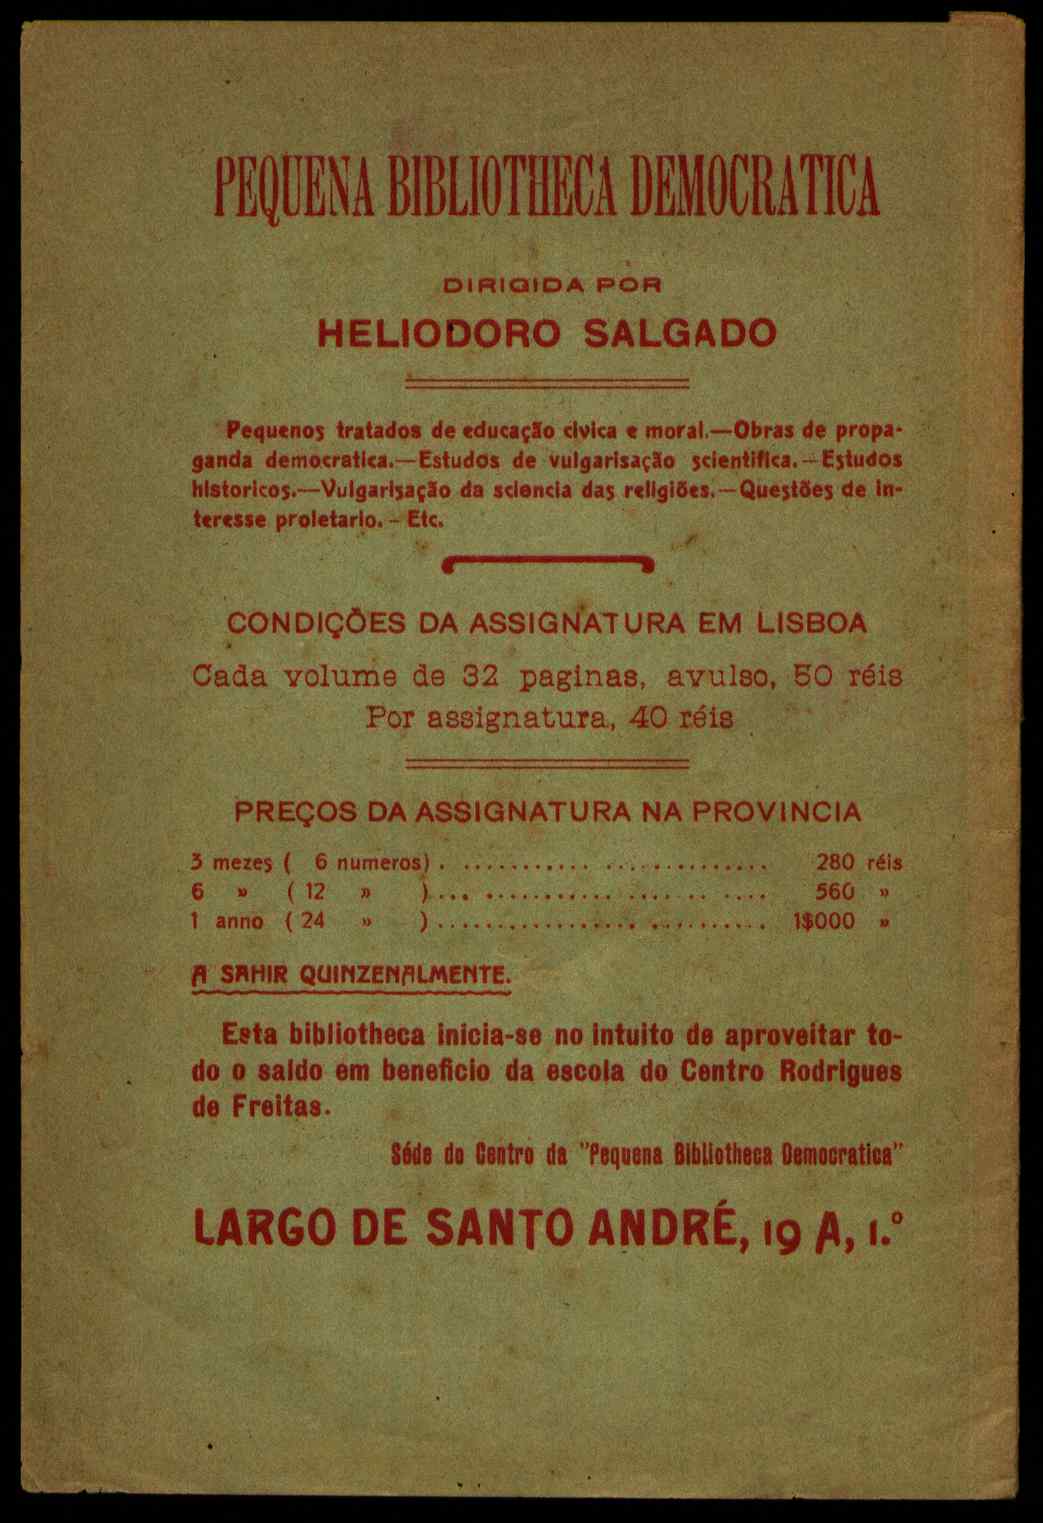 PEQUENA BIBLIOTHECA DEMOCRATICA
DIRIGIDA POR
HELIODORO SALGADO
Pequenos tratados de educação civica e moral.—Obras de propa-
ganda democratica.—Estudos de vulgarisação scientifica.—Estudos
historicos.—Vulgarisação da sciencia das religiões.—Questões de in-
teresse proletario. - Etc.
CONDIÇÕES DA ASSIGNATURA EM LISBOA
Cada volume de 32 paginas, avulso, 50 réis
Por assignatura, 40 réis
PREÇOS DA ASSIGNATURA NA PROVINCIA
3 mezes ( 6 numeros) . ........................... 280 réis
6 » ( 12 » ).... ........................... 560 »
1 anno ( 24 » )............................ 1$000 »
A SAHIR QUINZENALMENTE.
Esta bibliotheca inicia-se no intuito de aproveitar to-
do o saldo em beneficio da escola do Centro Rodrigues
de Freitas.
Séde do Centro da "Pequena Bibliotheca Democratica"
LARGO DE SANTO ANDRÉ, 19 A, 1.º